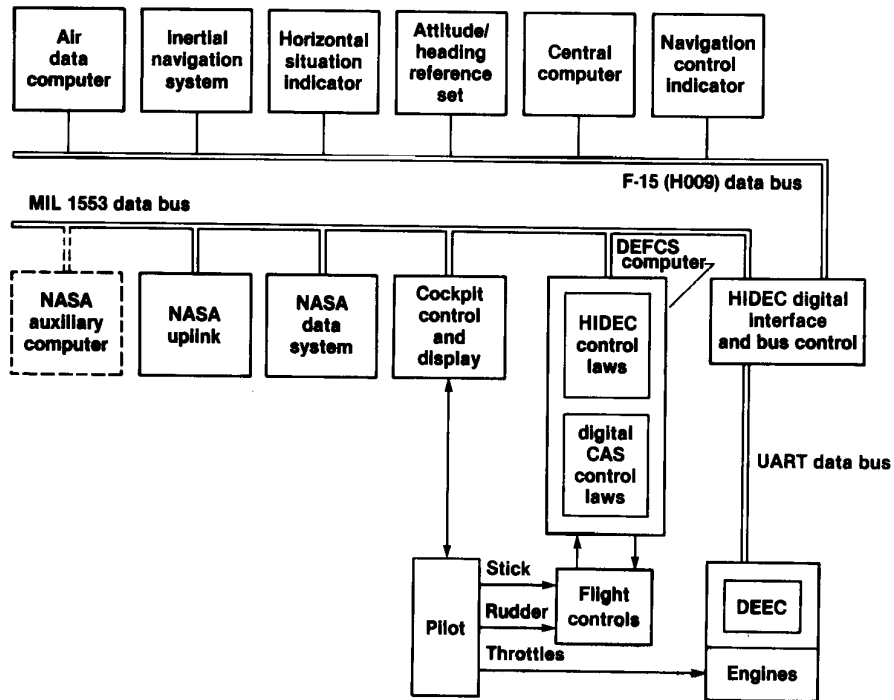 Air
data
computer
Inertial
navigation
system
Horizontal
situation
indicator
Attitude/
heading
reference
set
Central
computer
Navigation
control
indicator
F-15 (H009) data bus
MIL 1553 data bus
NASA
auxiliary
computer
NASA
uplink
NASA
data
system
Cockpit
control
and
display
DEFCS
computer
HIDEC
control
laws
digital
CAS
control
laws
HIDEC digital
interface
and bus control
UART data bus
Pilot
Stick
Rudder
Throttles
Flight
controls
DEEC
Engines